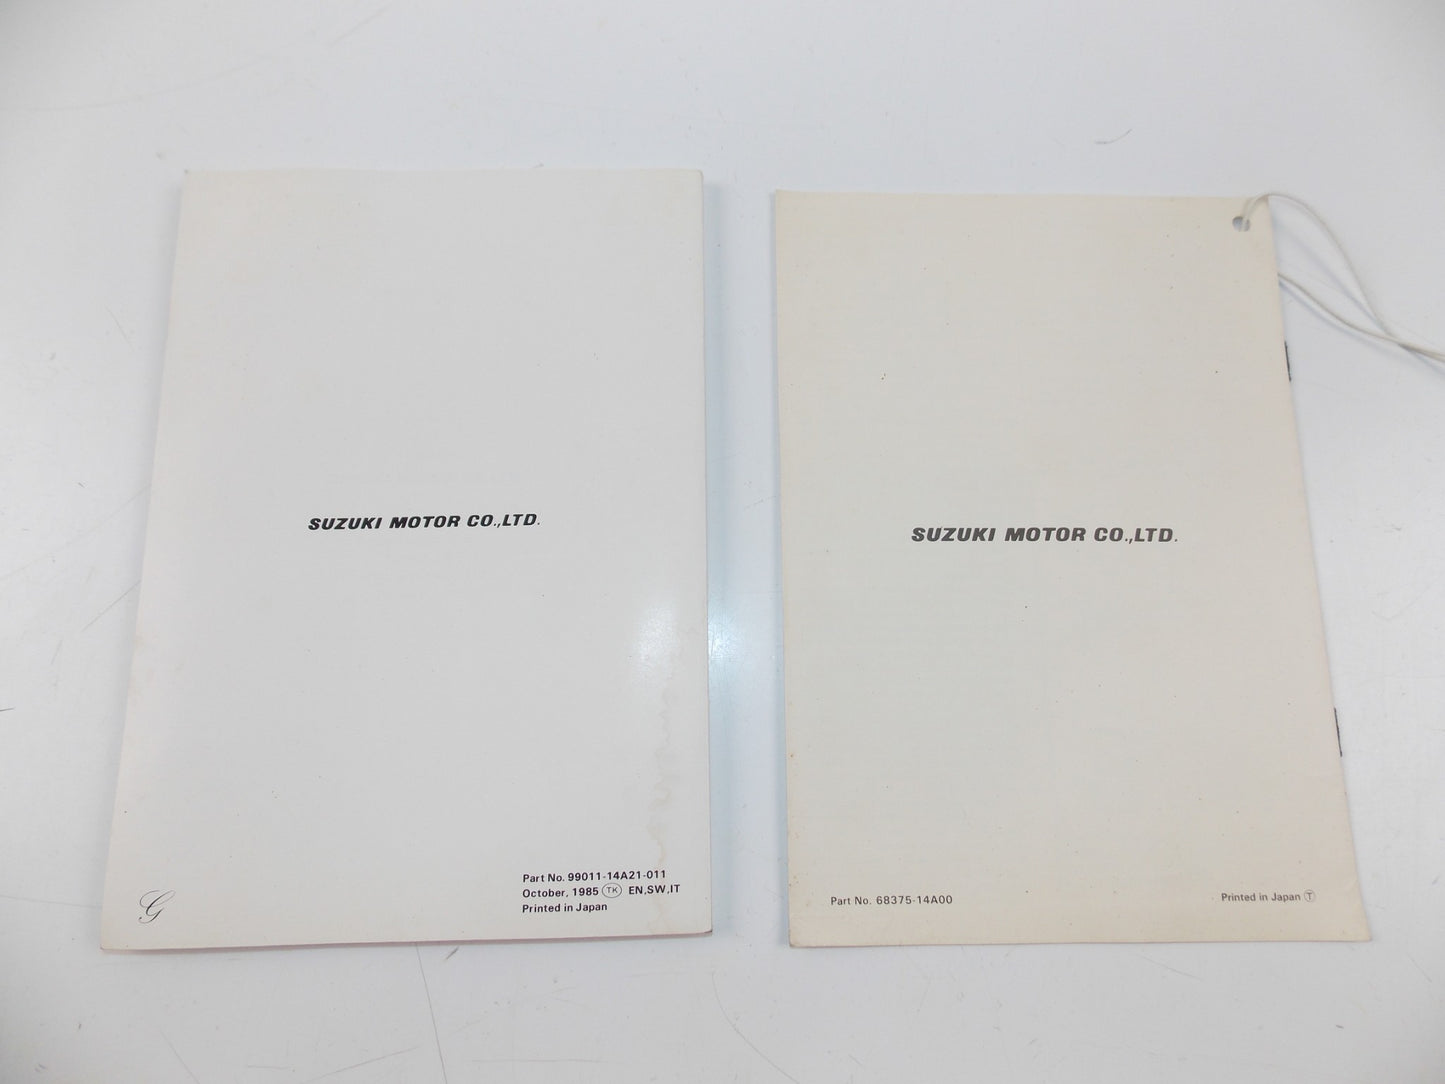 SUZUKI MOTOR CO.,LTD.
G
Part No. 99011-14A21-011
October, 1985 TK EN,SW,IT
Printed in Japan
SUZUKI MOTOR CO.,LTD.
Part No. 68375-14A00
Printed in Japan T